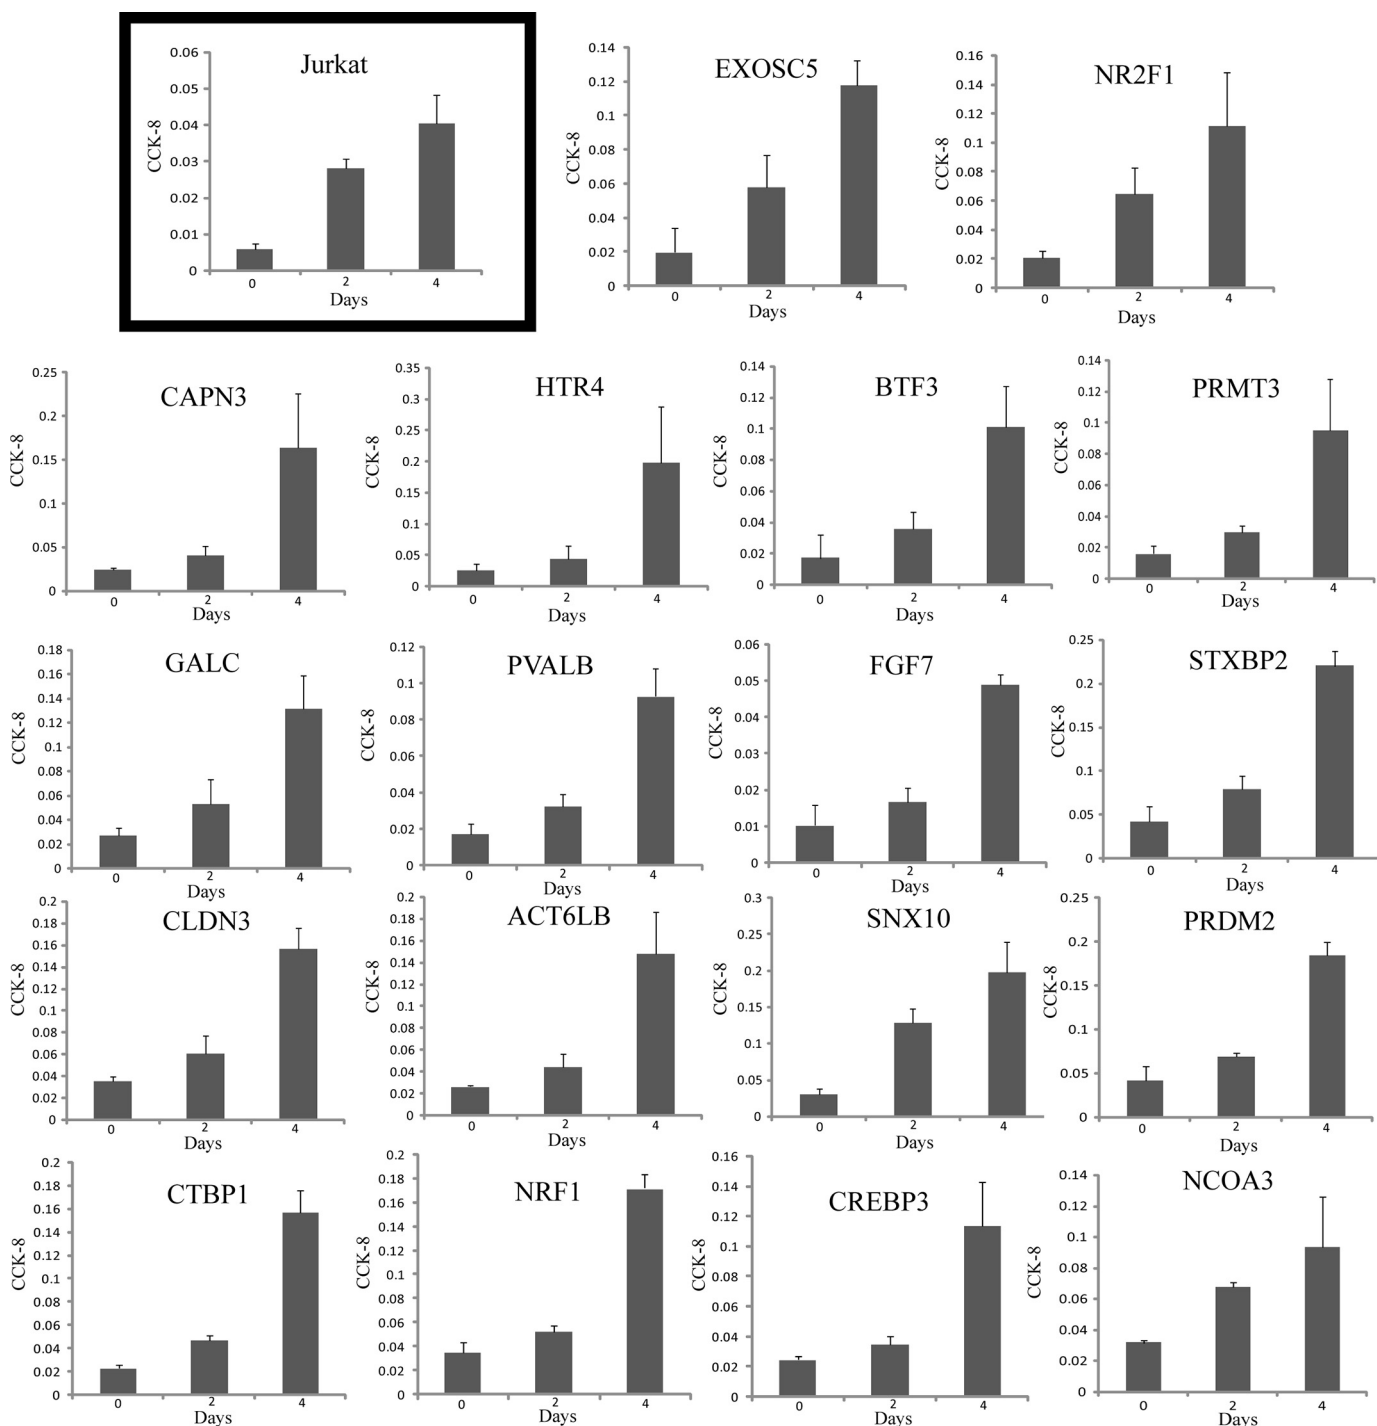 Jurkat
CCK-8
0.06
0.05
0.04
0.03
0.02
0.01
0
0 2 4
Days
EXOSC5
CCK-8
0.14
0.12
0.1
0.08
0.06
0.04
0.02
0
0 2 4
Days
NR2F1
CCK-8
0.16
0.14
0.12
0.1
0.08
0.06
0.04
0.02
0
0 2 4
Days
CAPN3
CCK-8
0.25
0.2
0.15
0.1
0.05
0
0 2 4
Days
HTR4
CCK-8
0.35
0.3
0.25
0.2
0.15
0.1
0.05
0
0 2 4
Days
BTF3
CCK-8
0.14
0.12
0.1
0.08
0.06
0.04
0.02
0
0 2 4
Days
PRMT3
CCK-8
0.14
0.12
0.1
0.08
0.06
0.04
0.02
0
0 2 4
Days
GALC
CCK-8
0.18
0.16
0.14
0.12
0.1
0.08
0.06
0.04
0.02
0
0 2 4
Days
PVALB
CCK-8
0.12
0.1
0.08
0.06
0.04
0.02
0
0 2 4
Days
FGF7
CCK-8
0.06
0.05
0.04
0.03
0.02
0.01
0
0 2 4
Days
STXBP2
CCK-8
0.25
0.2
0.15
0.1
0.05
0
0 2 4
Days
CLDN3
CCK-8
0.2
0.18
0.16
0.14
0.12
0.1
0.08
0.06
0.04
0.02
0
0 2 4
Days
ACT6LB
CCK-8
0.2
0.18
0.16
0.14
0.12
0.1
0.08
0.06
0.04
0.02
0
0 2 4
Days
SNX10
CCK-8
0.3
0.25
0.2
0.15
0.1
0.05
0
0 2 4
Days
PRDM2
CCK-8
0.25
0.2
0.15
0.1
0.05
0
0 2 4
Days
CTBP1
CCK-8
0.2
0.18
0.16
0.14
0.12
0.1
0.08
0.06
0.04
0.02
0
0 2 4
Days
NRF1
CCK-8
0.2
0.18
0.16
0.14
0.12
0.1
0.08
0.06
0.04
0.02
0
0 2 4
Days
CREBP3
CCK-8
0.16
0.14
0.12
0.1
0.08
0.06
0.04
0.02
0
0 2 4
Days
NCOA3
CCK-8
0.14
0.12
0.1
0.08
0.06
0.04
0.02
0
0 2 4
Days